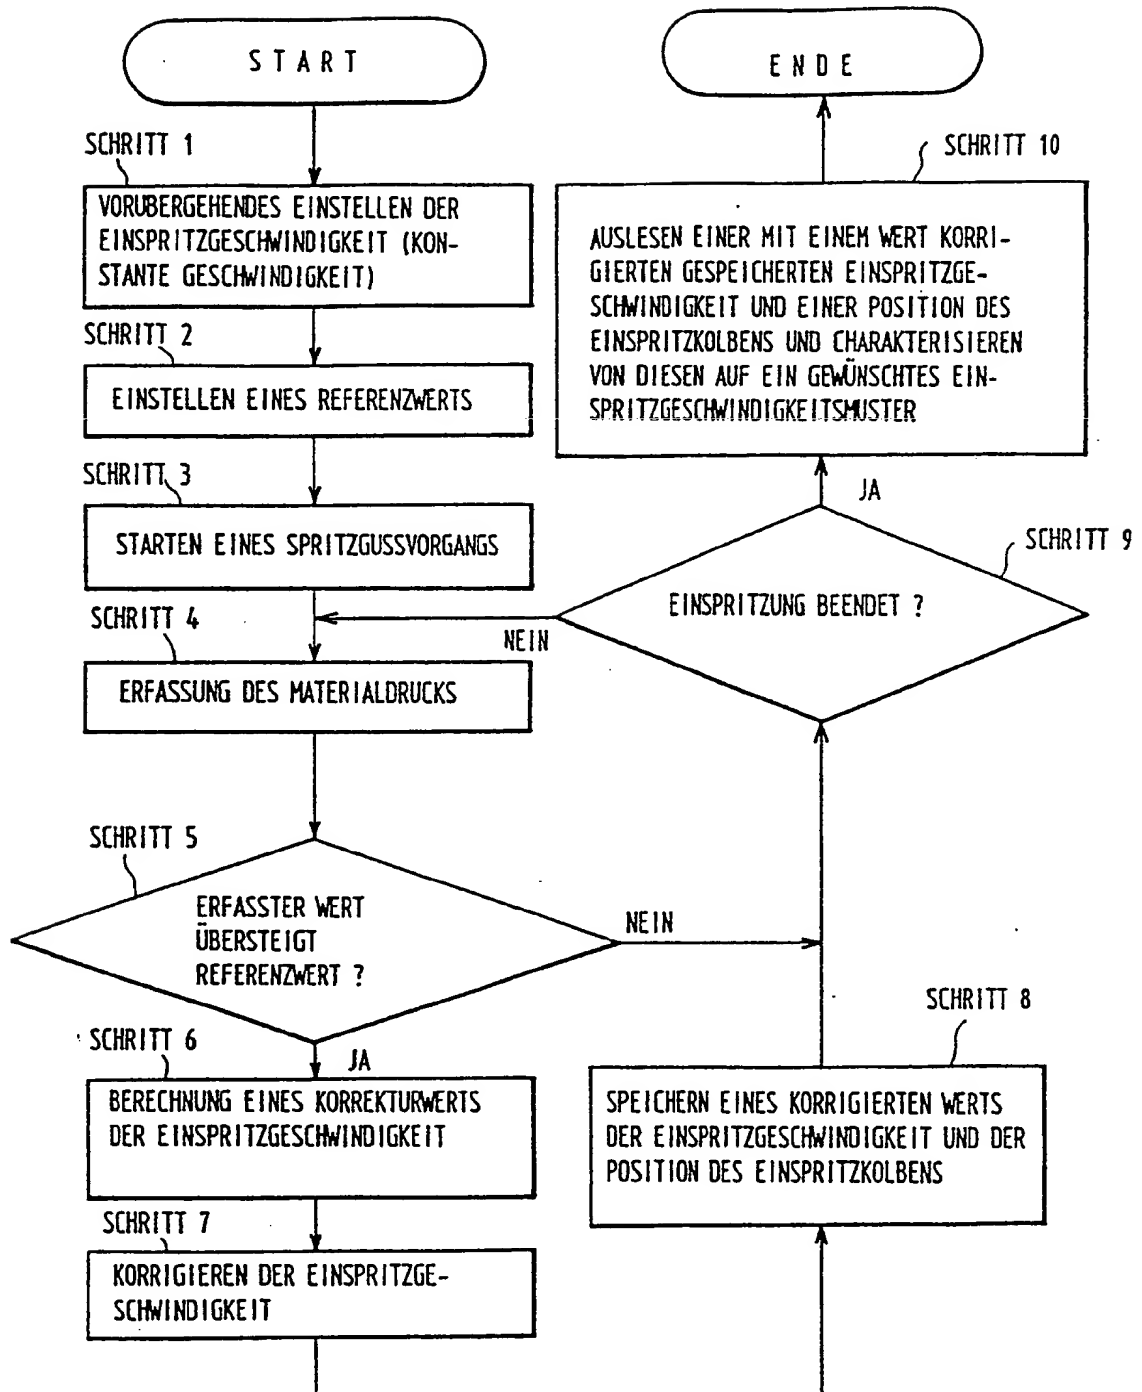 START
SCHRITT 1
VORUBERGEHENDES EINSTELLEN DER
EINSPRITZGESCHWINDIGKEIT (KON-
STANTE GESCHWINDIGKEIT)
SCHRITT 2
EINSTELLEN EINES REFERENZWERTS
SCHRITT 3
STARTEN EINES SPRITZGUSSVORGANGS
SCHRITT 4
ERFASSUNG DES MATERIALDRUCKS
SCHRITT 5
ERFASSTER WERT
ÜBERSTEIGT
REFERENZWERT ?
NEIN
JA
SCHRITT 6
BERECHNUNG EINES KORREKTURWERTS
DER EINSPRITZGESCHWINDIGKEIT
SCHRITT 7
KORRIGIEREN DER EINSPRITZGE-
SCHWINDIGKEIT
SCHRITT 8
SPEICHERN EINES KORRIGIERTEN WERTS
DER EINSPRITZGESCHWINDIGKEIT UND DER
POSITION DES EINSPRITZKOLBENS
SCHRITT 9
EINSPRITZUNG BEENDET ?
NEIN
JA
SCHRITT 10
AUSLESEN EINER MIT EINEM WERT KORRI-
GIERTEN GESPEICHERTEN EINSPRITZGE-
SCHWINDIGKEIT UND EINER POSITION DES
EINSPRITZKOLBENS UND CHARAKTERISIEREN
VON DIESEN AUF EIN GEWÜNSCHTES EIN-
SPRITZGESCHWINDIGKEITSMUSTER
ENDE